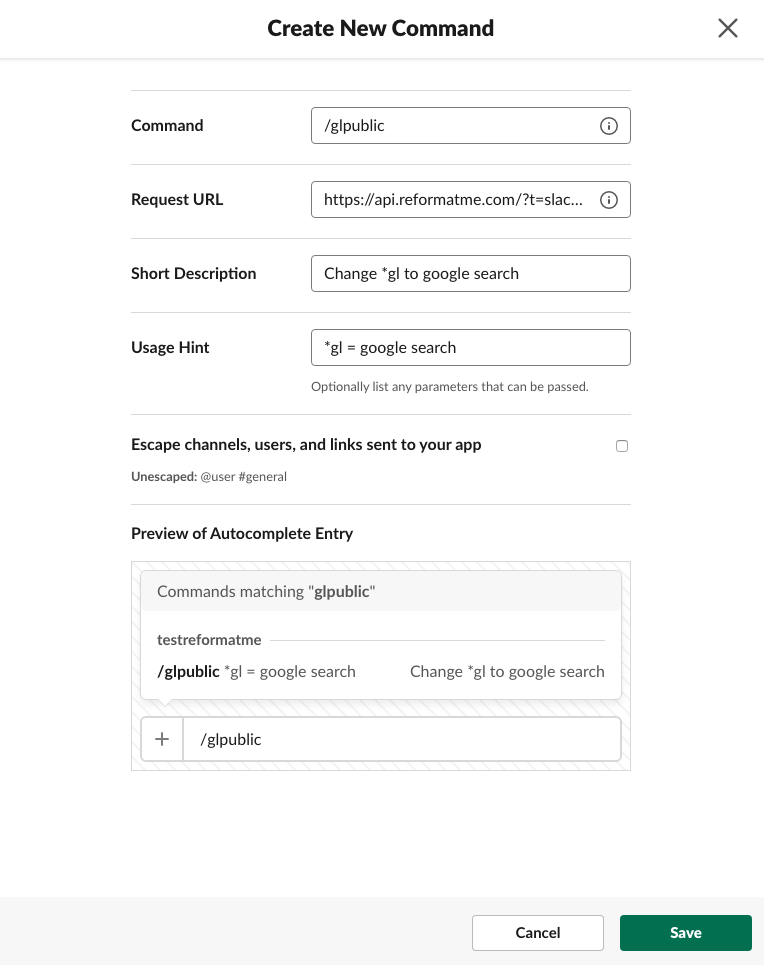 Create New Command
Command
/glpublic
Request URL
https://api.reformatme.com/?t=slac...
Short Description
Change *gl to google search
Usage Hint
*gl = google search
Optionally list any parameters that can be passed.
Escape channels, users, and links sent to your app
Unescaped: @user #general
Preview of Autocomplete Entry
Commands matching "glpublic"
testreformatme
/glpublic *gl = google search Change *gl to google search
/glpublic
Cancel Save